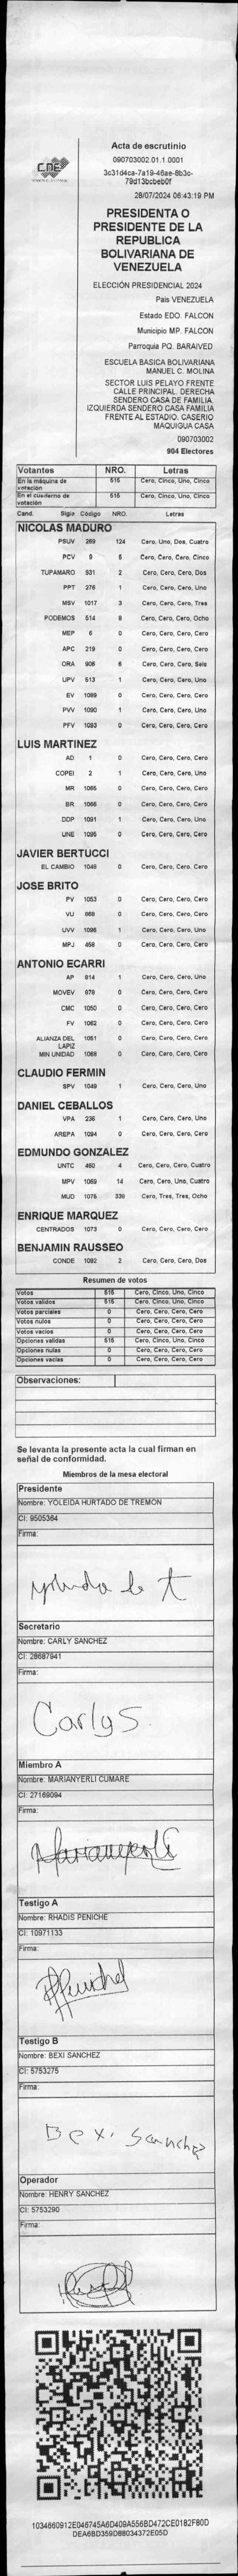 CNE
Acta de escrutinio
090703002.01.1.0001
3c31d4ca-7a19-46ae-8b3c-
79d13bcbeb0f
28/07/2024 06:43:19 PM
PRESIDENTA O
PRESIDENTE DE LA
REPUBLICA
BOLIVARIANA DE
VENEZUELA
ELECCIÓN PRESIDENCIAL 2024
Pais VENEZUELA
Estado EDO. FALCON
Municipio MP. FALCON
Parroquia PQ. BARAIVED
ESCUELA BASICA BOLIVARIANA
MANUEL C. MOLINA
SECTOR LUIS PELAYO FRENTE
CALLE PRINCIPAL. DERECHA
SENDERO CASA DE FAMILIA.
IZQUIERDA SENDERO CASA FAMILIA
FRENTE AL ESTADIO. CASERIO
MAQUIGUA CASA
090703002
904 Electores
Votantes NRO. Letras
En la máquina de votación 515 Cero, Cinco, Uno, Cinco
En el cuaderno de votación 515 Cero, Cinco, Uno, Cinco
Cand. Sigla Código NRO. Letras
NICOLAS MADURO
PSUV 269 124 Cero, Uno, Dos, Cuatro
PCV 5 Cero, Cero, Cero, Cinco
TUPAMARO 931 2 Cero, Cero, Cero, Dos
PPT 276 1 Cero, Cero, Cero, Uno
MSV 1017 3 Cero, Cero, Cero, Tres
PODEMOS 514 8 Cero, Cero, Cero, Ocho
MEP 6 0 Cero, Cero, Cero, Cero
APC 219 0 Cero, Cero, Cero, Cero
ORA 906 6 Cero, Cero, Cero, Seis
UPV 513 1 Cero, Cero, Cero, Uno
EV 1089 0 Cero, Cero, Cero, Cero
PVV 1090 1 Cero, Cero, Cero, Uno
PFV 1093 0 Cero, Cero, Cero, Cero
LUIS MARTINEZ
AD 1 0 Cero, Cero, Cero, Cero
COPEI 2 1 Cero, Cero, Cero, Uno
MR 1065 0 Cero, Cero, Cero, Cero
BR 1066 0 Cero, Cero, Cero, Cero
DDP 1091 1 Cero, Cero, Cero, Uno
UNE 1095 0 Cero, Cero, Cero, Cero
JAVIER BERTUCCI
EL CAMBIO 1048 0 Cero, Cero, Cero, Cero
JOSE BRITO
PV 1053 0 Cero, Cero, Cero, Cero
VU 868 0 Cero, Cero, Cero, Cero
UVV 1096 1 Cero, Cero, Cero, Uno
MPJ 458 0 Cero, Cero, Cero, Cero
ANTONIO ECARRI
AP 914 1 Cero, Cero, Cero, Uno
MOVEV 979 0 Cero, Cero, Cero, Cero
CMC 1050 0 Cero, Cero, Cero, Cero
FV 1062 0 Cero, Cero, Cero, Cero
ALIANZA DEL 1051 0 Cero, Cero, Cero, Cero
LAPIZ
MIN UNIDAD 1068 0 Cero, Cero, Cero, Cero
CLAUDIO FERMIN
SPV 1049 1 Cero, Cero, Cero, Uno
DANIEL CEBALLOS
VPA 236 1 Cero, Cero, Cero, Uno
AREPA 1094 0 Cero, Cero, Cero, Cero
EDMUNDO GONZALEZ
UNTC 460 4 Cero, Cero, Cero, Cuatro
MPV 1069 14 Cero, Cero, Uno, Cuatro
MUD 1075 338 Cero, Tres, Tres, Ocho
ENRIQUE MARQUEZ
CENTRADOS 1073 0 Cero, Cero, Cero, Cero
BENJAMIN RAUSSEO
CONDE 1092 2 Cero, Cero, Cero, Dos
Resumen de votos
Votos 515 Cero, Cinco, Uno, Cinco
Votos validos 515 Cero, Cinco, Uno, Cinco
Votos parciales 0 Cero, Cero, Cero, Cero
Votos nulos 0 Cero, Cero, Cero, Cero
Votos vacios 0 Cero, Cero, Cero, Cero
Opciones validas 515 Cero, Cinco, Uno, Cinco
Opciones nulas 0 Cero, Cero, Cero, Cero
Opciones vacias 0 Cero, Cero, Cero, Cero
Observaciones:
Se levanta la presente acta la cual firman en
señal de conformidad.
Miembros de la mesa electoral
Presidente
Nombre: YOLEIDA HURTADO DE TREMON
CI: 9505364
Firma:
Secretario
Nombre: CARLY SANCHEZ
CI: 28687941
Firma:
Carlys
Miembro A
Nombre: MARIANYERLI CUMARE
CI: 27169094
Firma:
Testigo A
Nombre: RHADIS PENICHE
CI: 10971133
Firma:
Testigo B
Nombre: BEXI SANCHEZ
CI: 5753275
Firma:
Bexi Sanchez
Operador
Nombre: HENRY SANCHEZ
CI: 5753290
Firma: